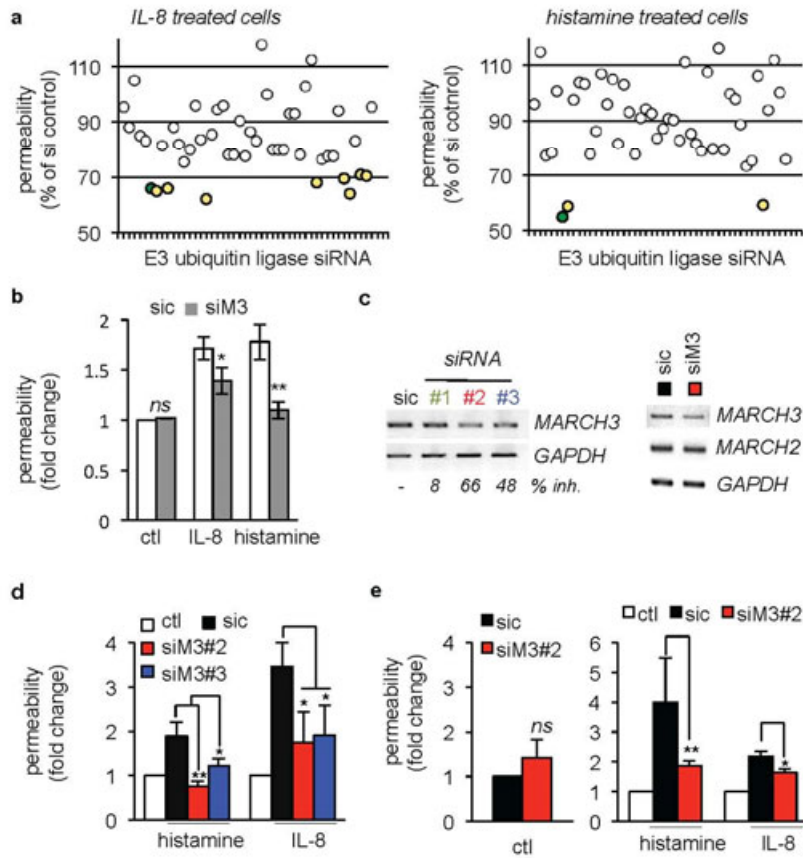 a
IL-8 treated cells
histamine treated cells
permeability
(% of si control)
110
90
70
50
E3 ubiquitin ligase siRNA
permeability
(% of si cotnrol)
110
90
70
50
E3 ubiquitin ligase siRNA
b
sic siM3
permeability
(fold change)
2
1.5
1
0.5
0
ns
*
**
ctl IL-8 histamine
c
siRNA
sic #1 #2 #3
MARCH3
GAPDH
- 8 66 48 % inh.
sic siM3
MARCH3
MARCH2
GAPDH
d
ctl sic
siM3#2
siM3#3
permeability
(fold change)
4
3
2
1
0
** *
* *
histamine IL-8
e
sic
siM3#2
permeability
(fold change)
4
3
2
1
0
ns
ctl
ctl sic siM3#2
6
5
4
3
2
1
0
**
*
histamine IL-8